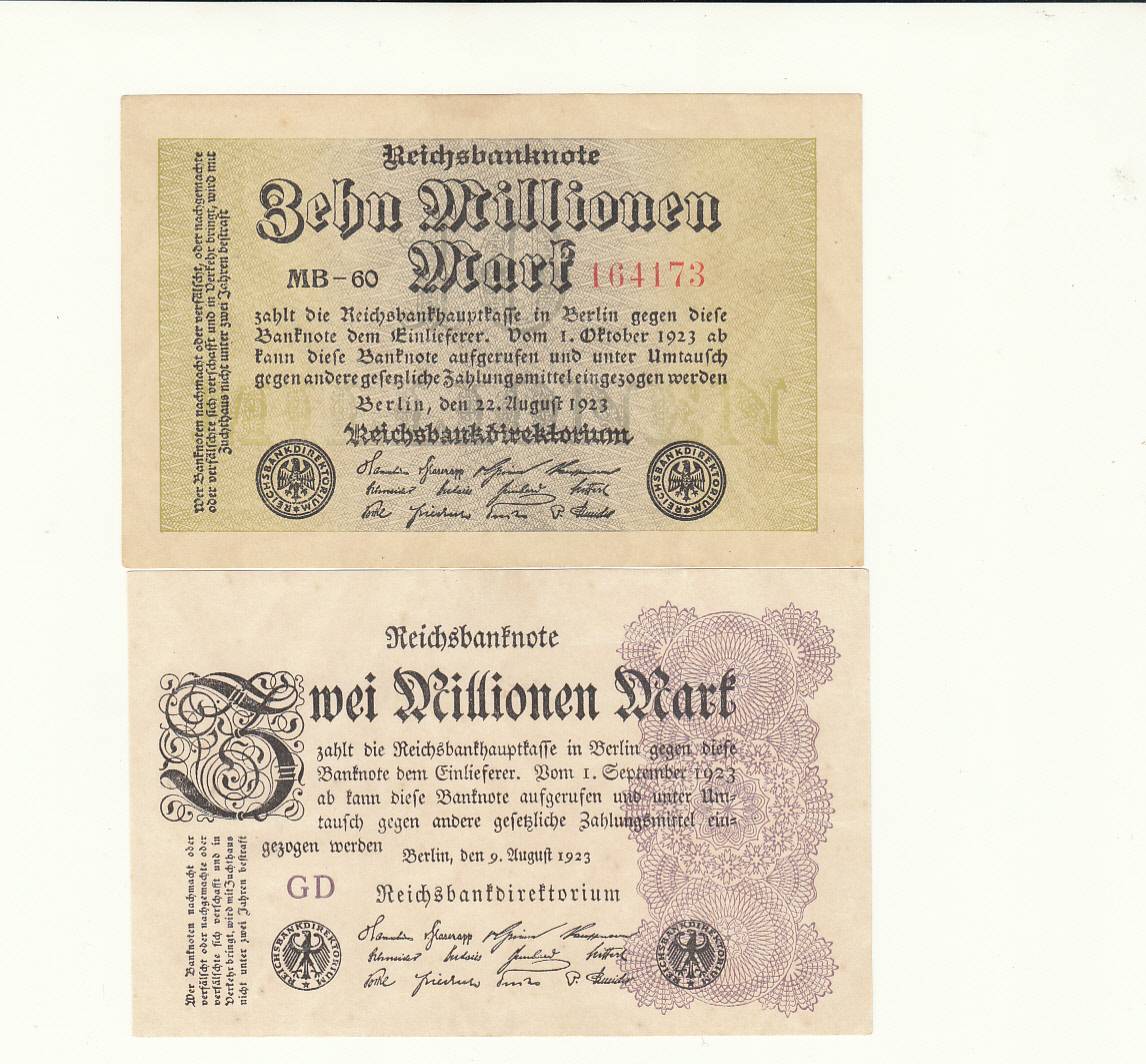 Reichsbanknote
Zehn Millionen
Mark
MB-60
164173
zahlt die Reichsbankhauptkasse in Berlin gegen diese
Banknote dem Einlieferer. Vom 1. Oktober 1923 ab
kann diese Banknote aufgerufen und unter Umtausch
gegen andere gesetzliche Zahlungsmittel eingezogen werden
Berlin, den 22. August 1923
Reichsbankdirektorium
REICHSBANKDIREKTORIUM
REICHSBANKDIREKTORIUM
Wer Banknoten nachmacht oder verfälscht, oder nachgemachte
oder verfälschte sich verschafft und in Verkehr bringt, wird mit
Zuchthaus nicht unter zwei Jahren bestraft
Reichsbanknote
Zwei Millionen Mark
zahlt die Reichsbankhauptkasse in Berlin gegen diese
Banknote dem Einlieferer. Vom 1. September 1923
ab kann diese Banknote aufgerufen und unter Um-
tausch gegen andere gesetzliche Zahlungsmittel ein-
gezogen werden
Berlin, den 9. August 1923
GD
Reichsbankdirektorium
REICHSBANKDIREKTORIUM
REICHSBANKDIREKTORIUM
Wer Banknoten nachmacht oder
verfälscht oder nachgemachte oder
verfälschte sich verschafft und in
Verkehr bringt, wird mit Zuchthaus
nicht unter zwei Jahren bestraft